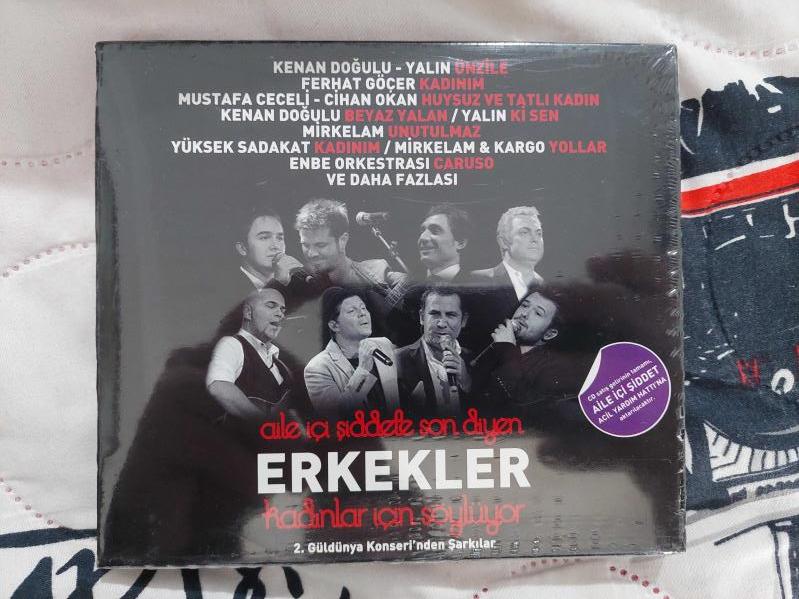 KENAN DOĞULU - YALIN ÜNZİLE
FERHAT GÖÇER KADINIM
MUSTAFA CECELİ - CİHAN OKAN HUYSUZ VE TATLI KADIN
KENAN DOĞULU BEYAZ YALAN / YALIN Kİ SEN
MİRKELAM UNUTULMAZ
YÜKSEK SADAKAT KADINIM / MİRKELAM & KARGO YOLLAR
ENBE ORKESTRASI CARUSO
VE DAHA FAZLASI
CD satış gelirinin tamamı,
AİLE İÇİ ŞİDDET
ACİL YARDIM HATTI'NA
aktarılacaktır.
aile içi şiddete son diyen
ERKEKLER
kadınlar için söylüyor
2. Güldünya Konseri'nden Şarkılar